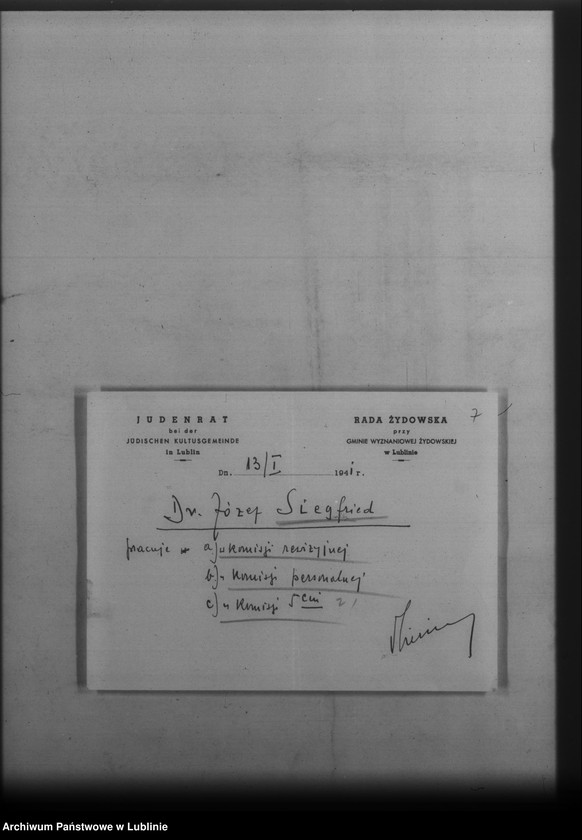 7
JUDENRAT
bei der
JÜDISCHEN KULTUSGEMEINDE
in Lublin
RADA ŻYDOWSKA
przy
GMINIE WYZNANIOWEJ ŻYDOWSKIEJ
w Lublinie
Dn. 13/I 1941 r.
Dr. Józef Siegfried
pracuje w a) w komisji rewizyjnej
b) w komisji personalnej
c) w komisji 5ciu
Archiwum Państwowe w Lublinie